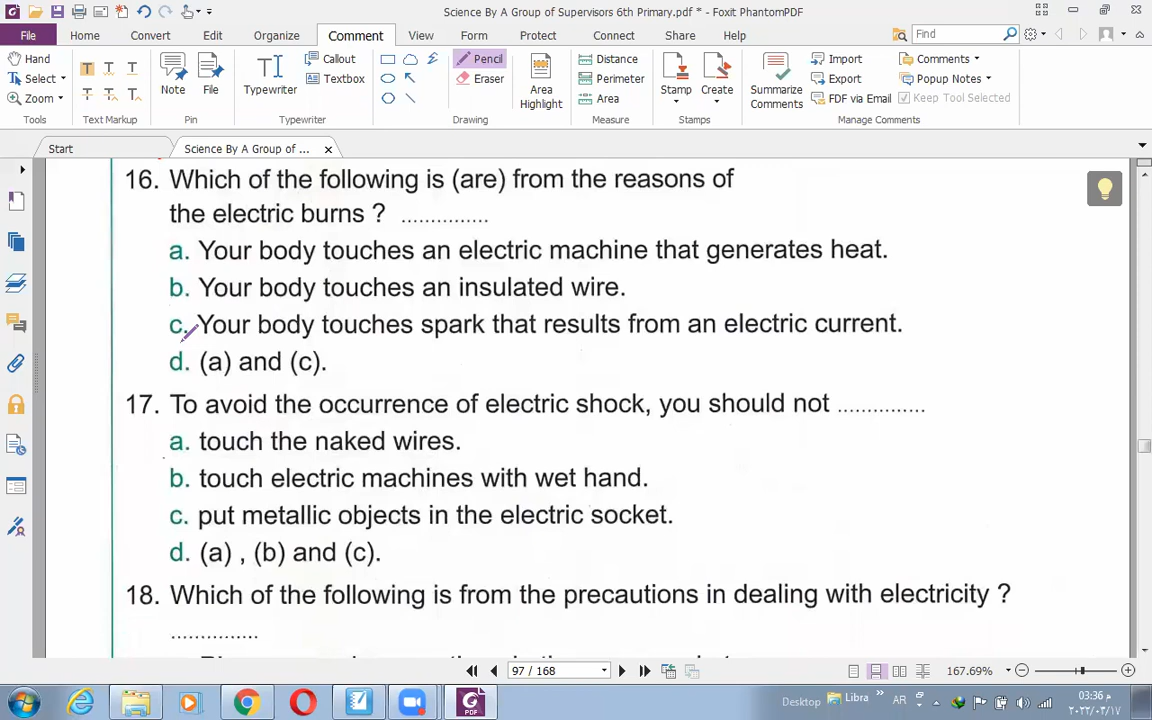 Science By A Group of Supervisors 6th Primary.pdf * - Foxit PhantomPDF
File Home Convert Edit Organize Comment View Form Protect Connect Share Help Find
Hand Callout Pencil Distance Import Comments
Select Textbox Eraser Perimeter Export Popup Notes
Zoom Note File Typewriter Area Highlight Area Stamp Create Summarize Comments FDF via Email Keep Tool Selected
Tools Text Markup Pin Typewriter Drawing Measure Stamps Manage Comments
Start Science By A Group of ...
16. Which of the following is (are) from the reasons of
the electric burns ? ...............
a. Your body touches an electric machine that generates heat.
b. Your body touches an insulated wire.
c. Your body touches spark that results from an electric current.
d. (a) and (c).
17. To avoid the occurrence of electric shock, you should not ...............
a. touch the naked wires.
b. touch electric machines with wet hand.
c. put metallic objects in the electric socket.
d. (a) , (b) and (c).
18. Which of the following is from the precautions in dealing with electricity ?
...............
97 / 168 167.69%
Desktop Libra AR 03:36 م
٢٠٢٢/٠٣/١٧